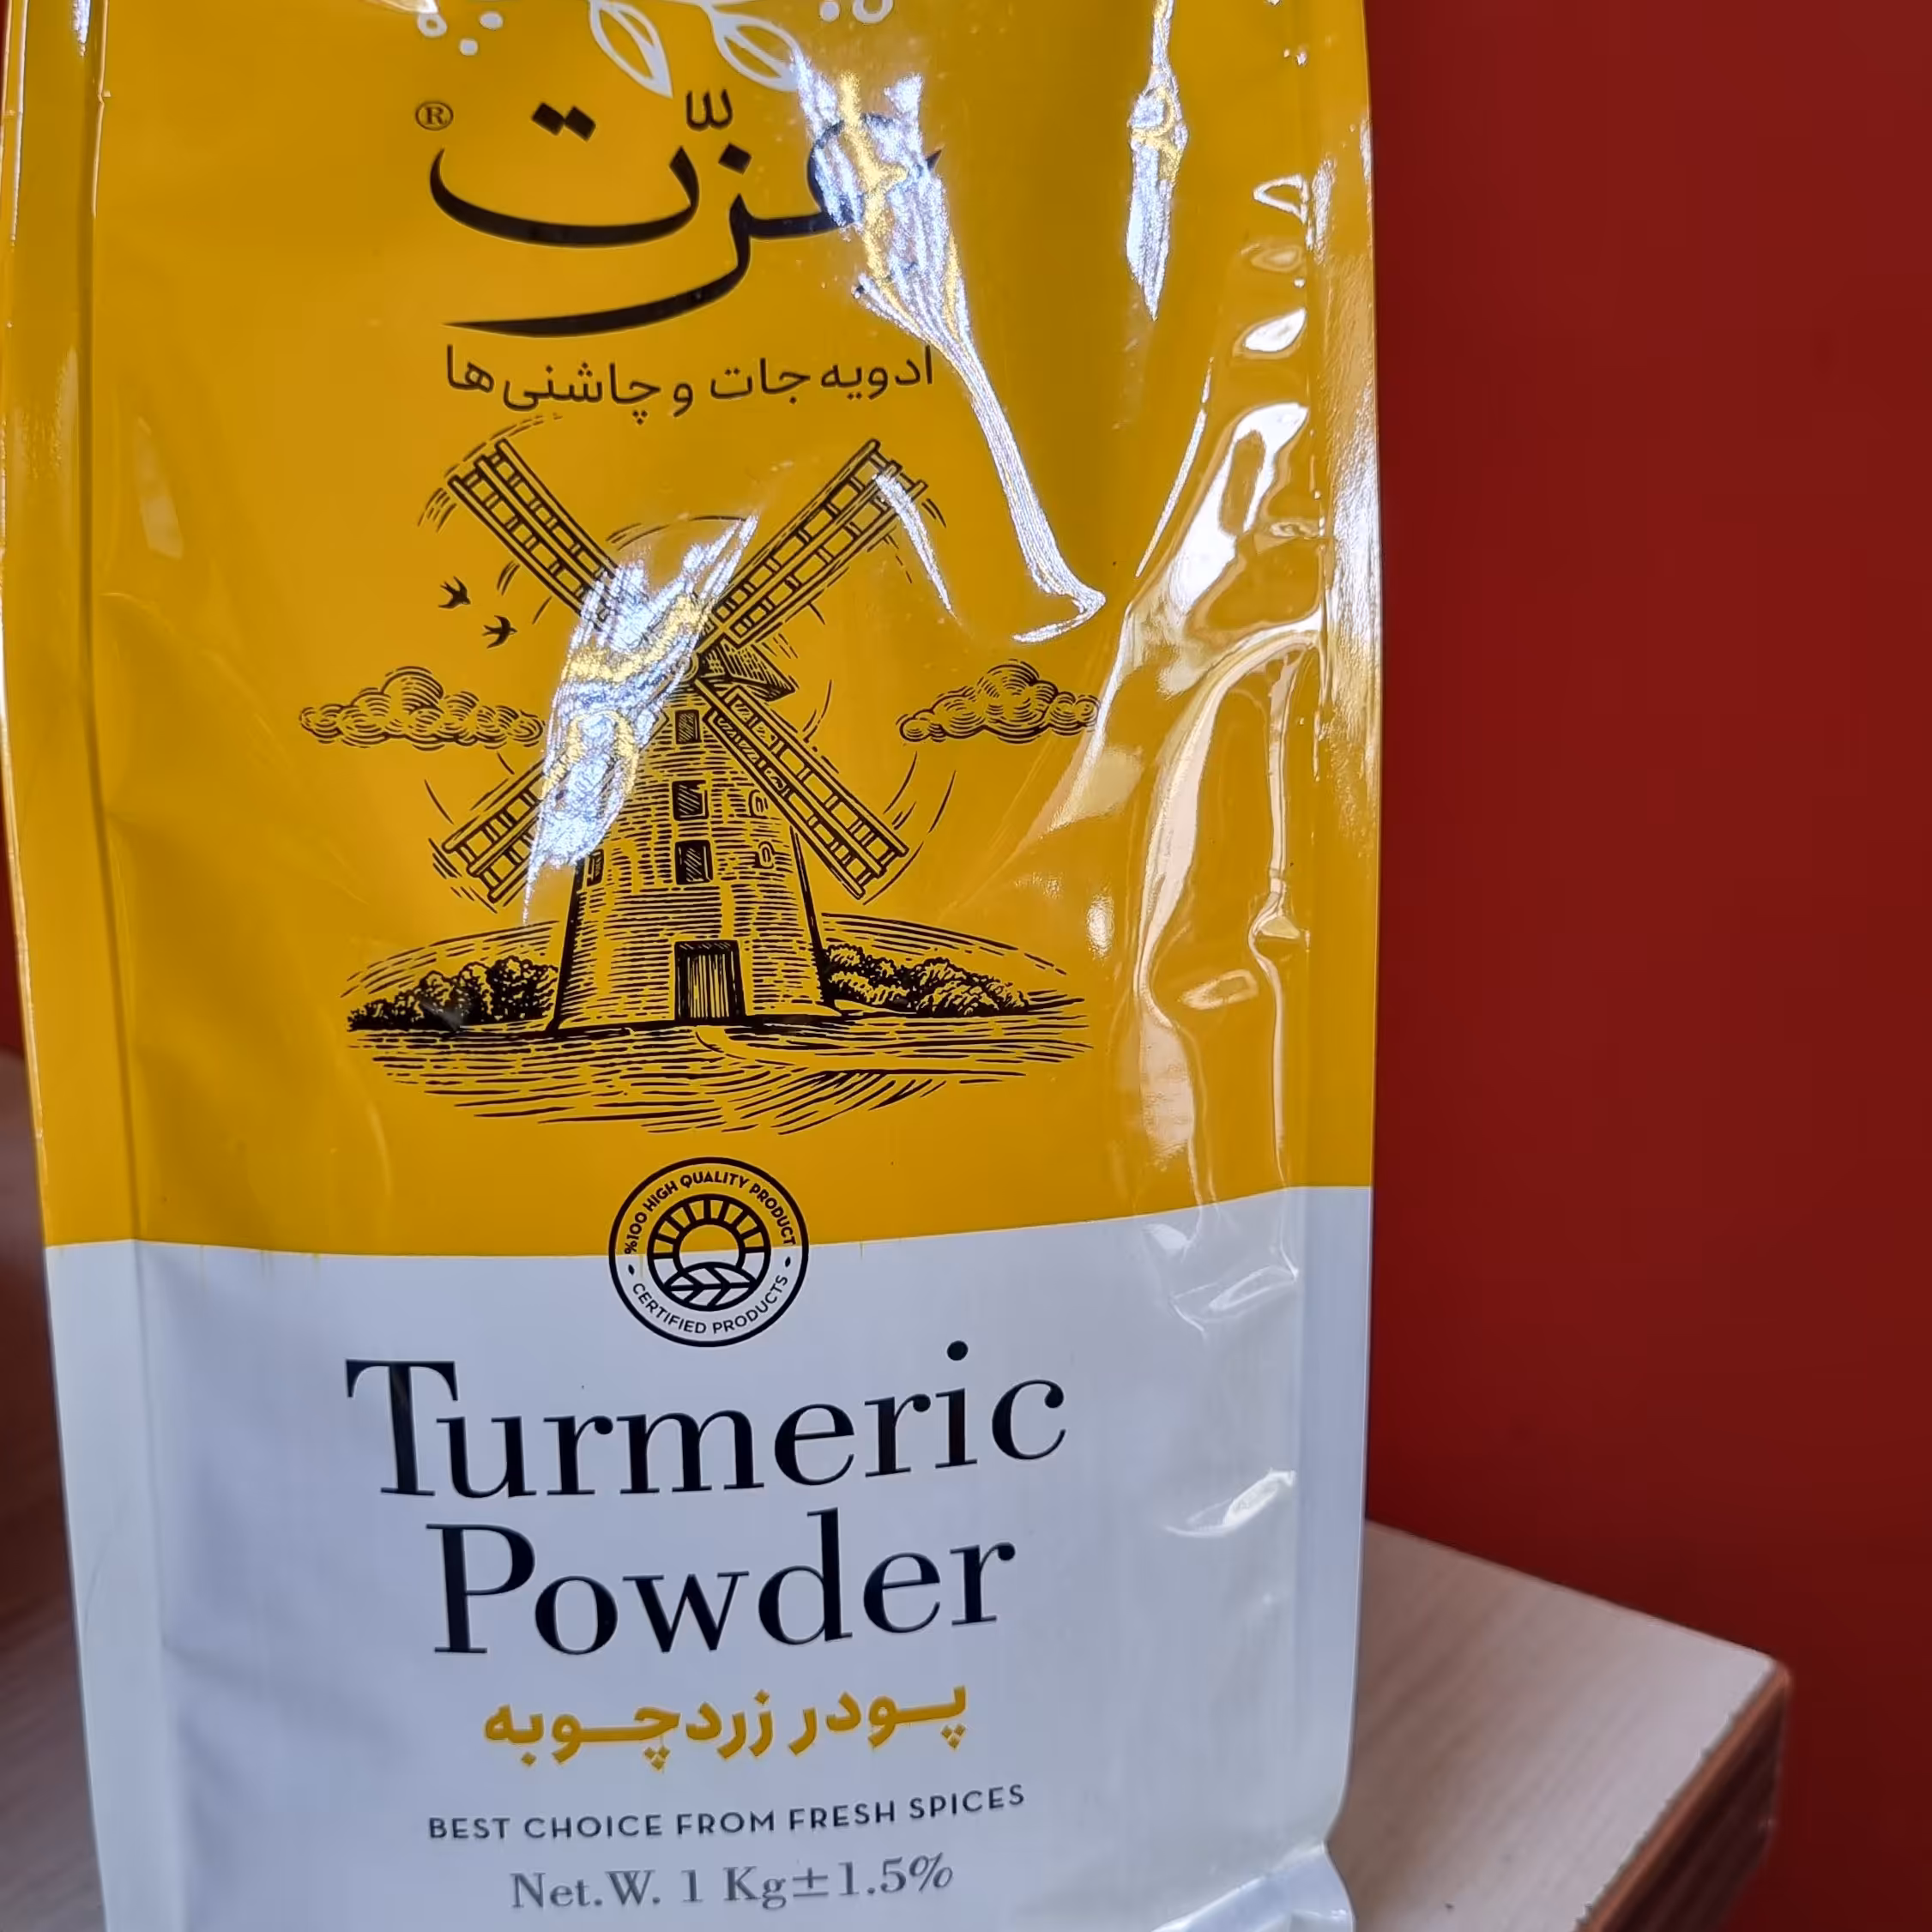 ®
عزّت
ادویه جات و چاشنی ها
%100 HIGH QUALITY PRODUCT
• CERTIFIED PRODUCTS •
Turmeric
Powder
پودر زردچوبه
BEST CHOICE FROM FRESH SPICES
Net.W. 1 Kg±1.5%